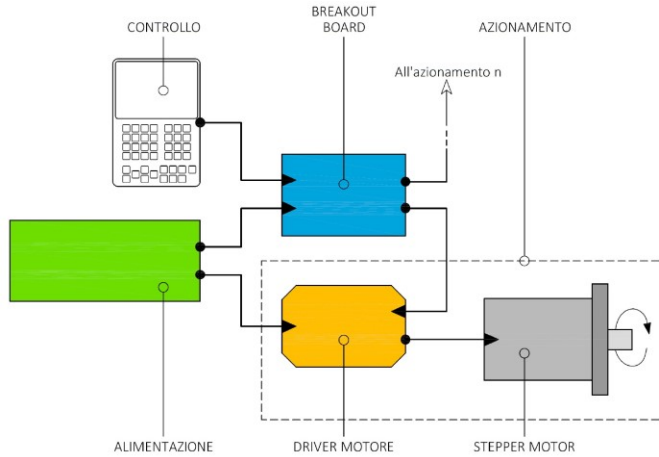 CONTROLLO
BREAKOUT
BOARD
AZIONAMENTO
All'azionamento n
ALIMENTAZIONE
DRIVER MOTORE
STEPPER MOTOR